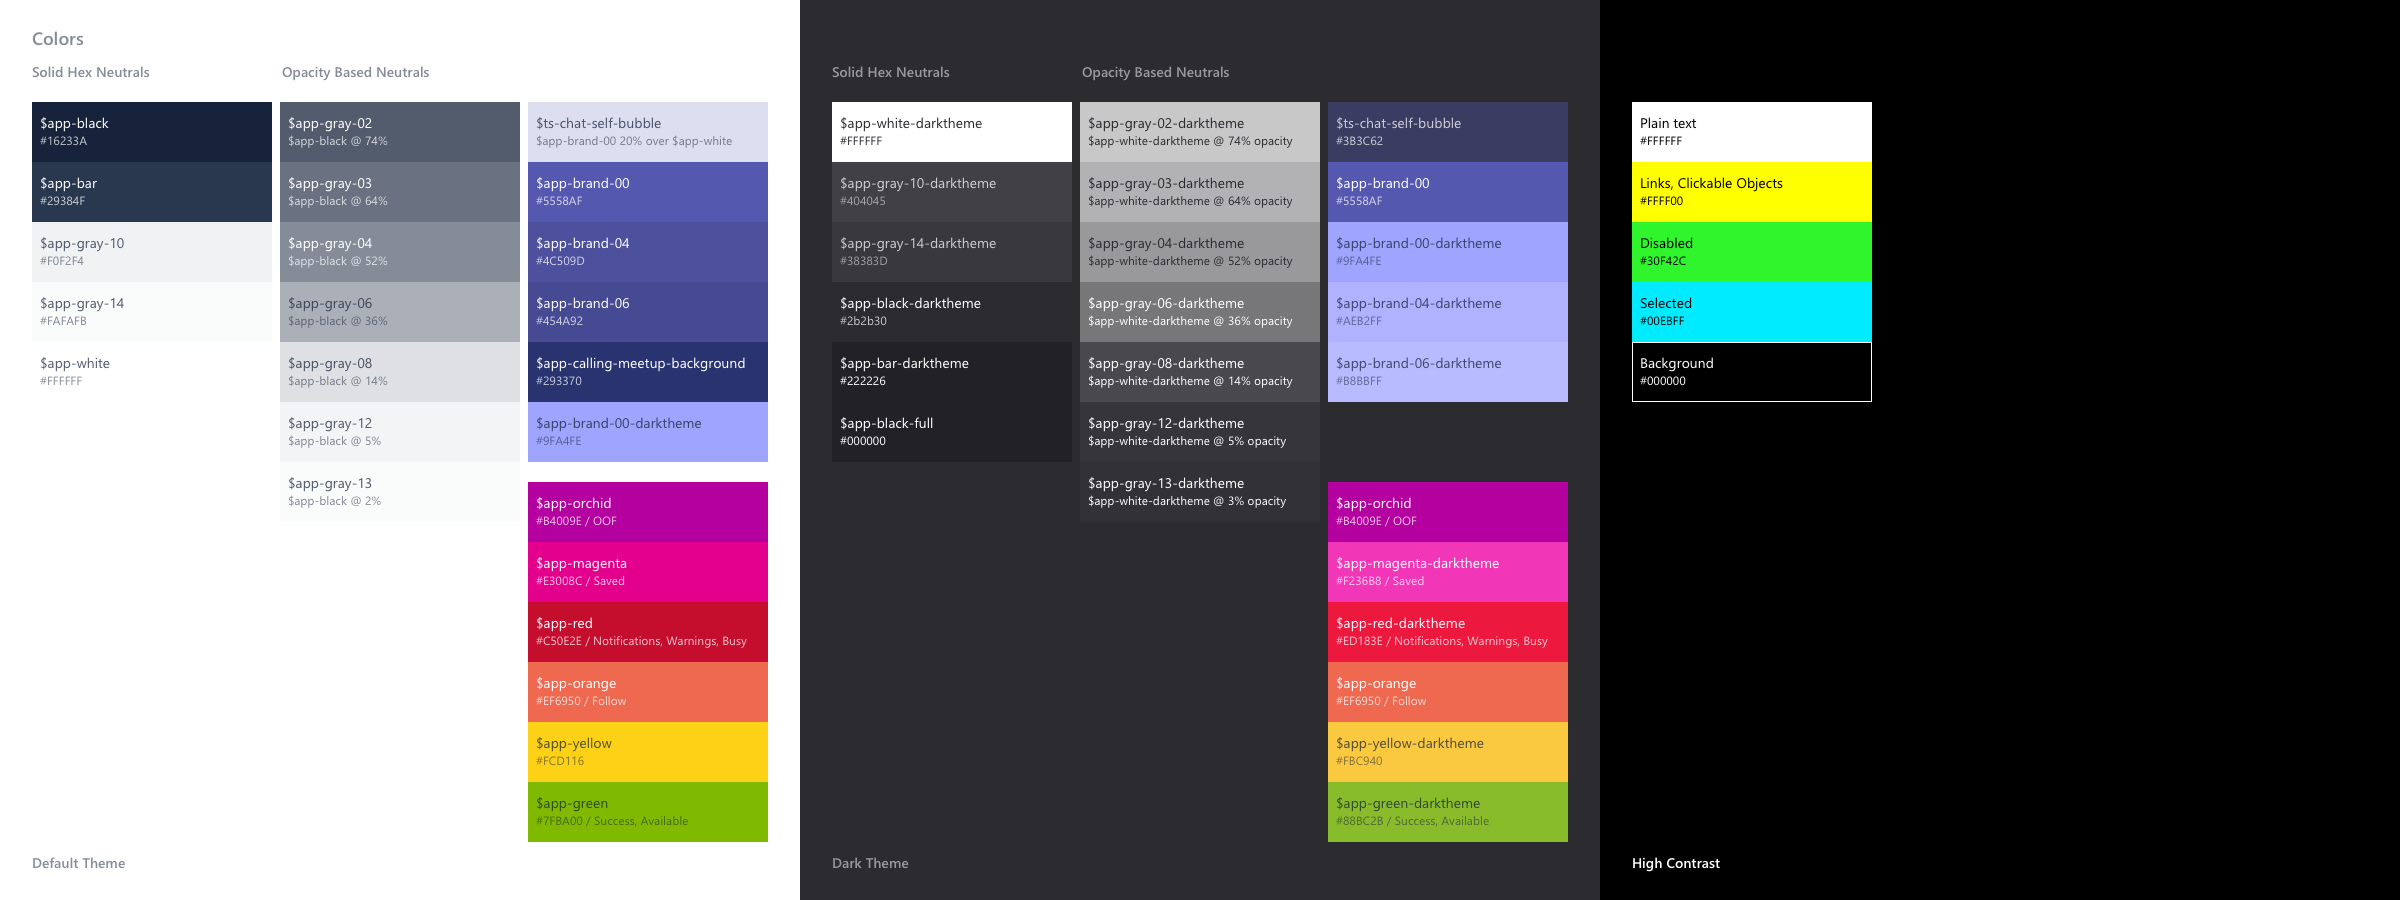 Colors
Solid Hex Neutrals
$app-black
#16233A
$app-bar
#29384F
$app-gray-10
#F0F2F4
$app-gray-14
#FAFAFB
$app-white
#FFFFFF
Opacity Based Neutrals
$app-gray-02
$app-black @ 74%
$app-gray-03
$app-black @ 64%
$app-gray-04
$app-black @ 52%
$app-gray-06
$app-black @ 36%
$app-gray-08
$app-black @ 14%
$app-gray-12
$app-black @ 5%
$app-gray-13
$app-black @ 2%
$ts-chat-self-bubble
$app-brand-00 20% over $app-white
$app-brand-00
#5558AF
$app-brand-04
#4C509D
$app-brand-06
#454A92
$app-calling-meetup-background
#293370
$app-brand-00-darktheme
#9FA4FE
$app-orchid
#B4009E / OOF
$app-magenta
#E3008C / Saved
$app-red
#C50E2E / Notifications, Warnings, Busy
$app-orange
#EF6950 / Follow
$app-yellow
#FCD116
$app-green
#7FBA00 / Success, Available
Default Theme
Solid Hex Neutrals
$app-white-darktheme
#FFFFFF
$app-gray-10-darktheme
#404045
$app-gray-14-darktheme
#38383D
$app-black-darktheme
#2b2b30
$app-bar-darktheme
#222226
$app-black-full
#000000
Opacity Based Neutrals
$app-gray-02-darktheme
$app-white-darktheme @ 74% opacity
$app-gray-03-darktheme
$app-white-darktheme @ 64% opacity
$app-gray-04-darktheme
$app-white-darktheme @ 52% opacity
$app-gray-06-darktheme
$app-white-darktheme @ 36% opacity
$app-gray-08-darktheme
$app-white-darktheme @ 14% opacity
$app-gray-12-darktheme
$app-white-darktheme @ 5% opacity
$app-gray-13-darktheme
$app-white-darktheme @ 3% opacity
$ts-chat-self-bubble
#3B3C62
$app-brand-00
#5558AF
$app-brand-00-darktheme
#9FA4FE
$app-brand-04-darktheme
#AEB2FF
$app-brand-06-darktheme
#B8BBFF
$app-orchid
#B4009E / OOF
$app-magenta-darktheme
#F236B8 / Saved
$app-red-darktheme
#ED183E / Notifications, Warnings, Busy
$app-orange
#EF6950 / Follow
$app-yellow-darktheme
#FBC940
$app-green-darktheme
#88BC2B / Success, Available
Dark Theme
Plain text
#FFFFFF
Links, Clickable Objects
#FFFF00
Disabled
#30F42C
Selected
#00EBFF
Background
#000000
High Contrast